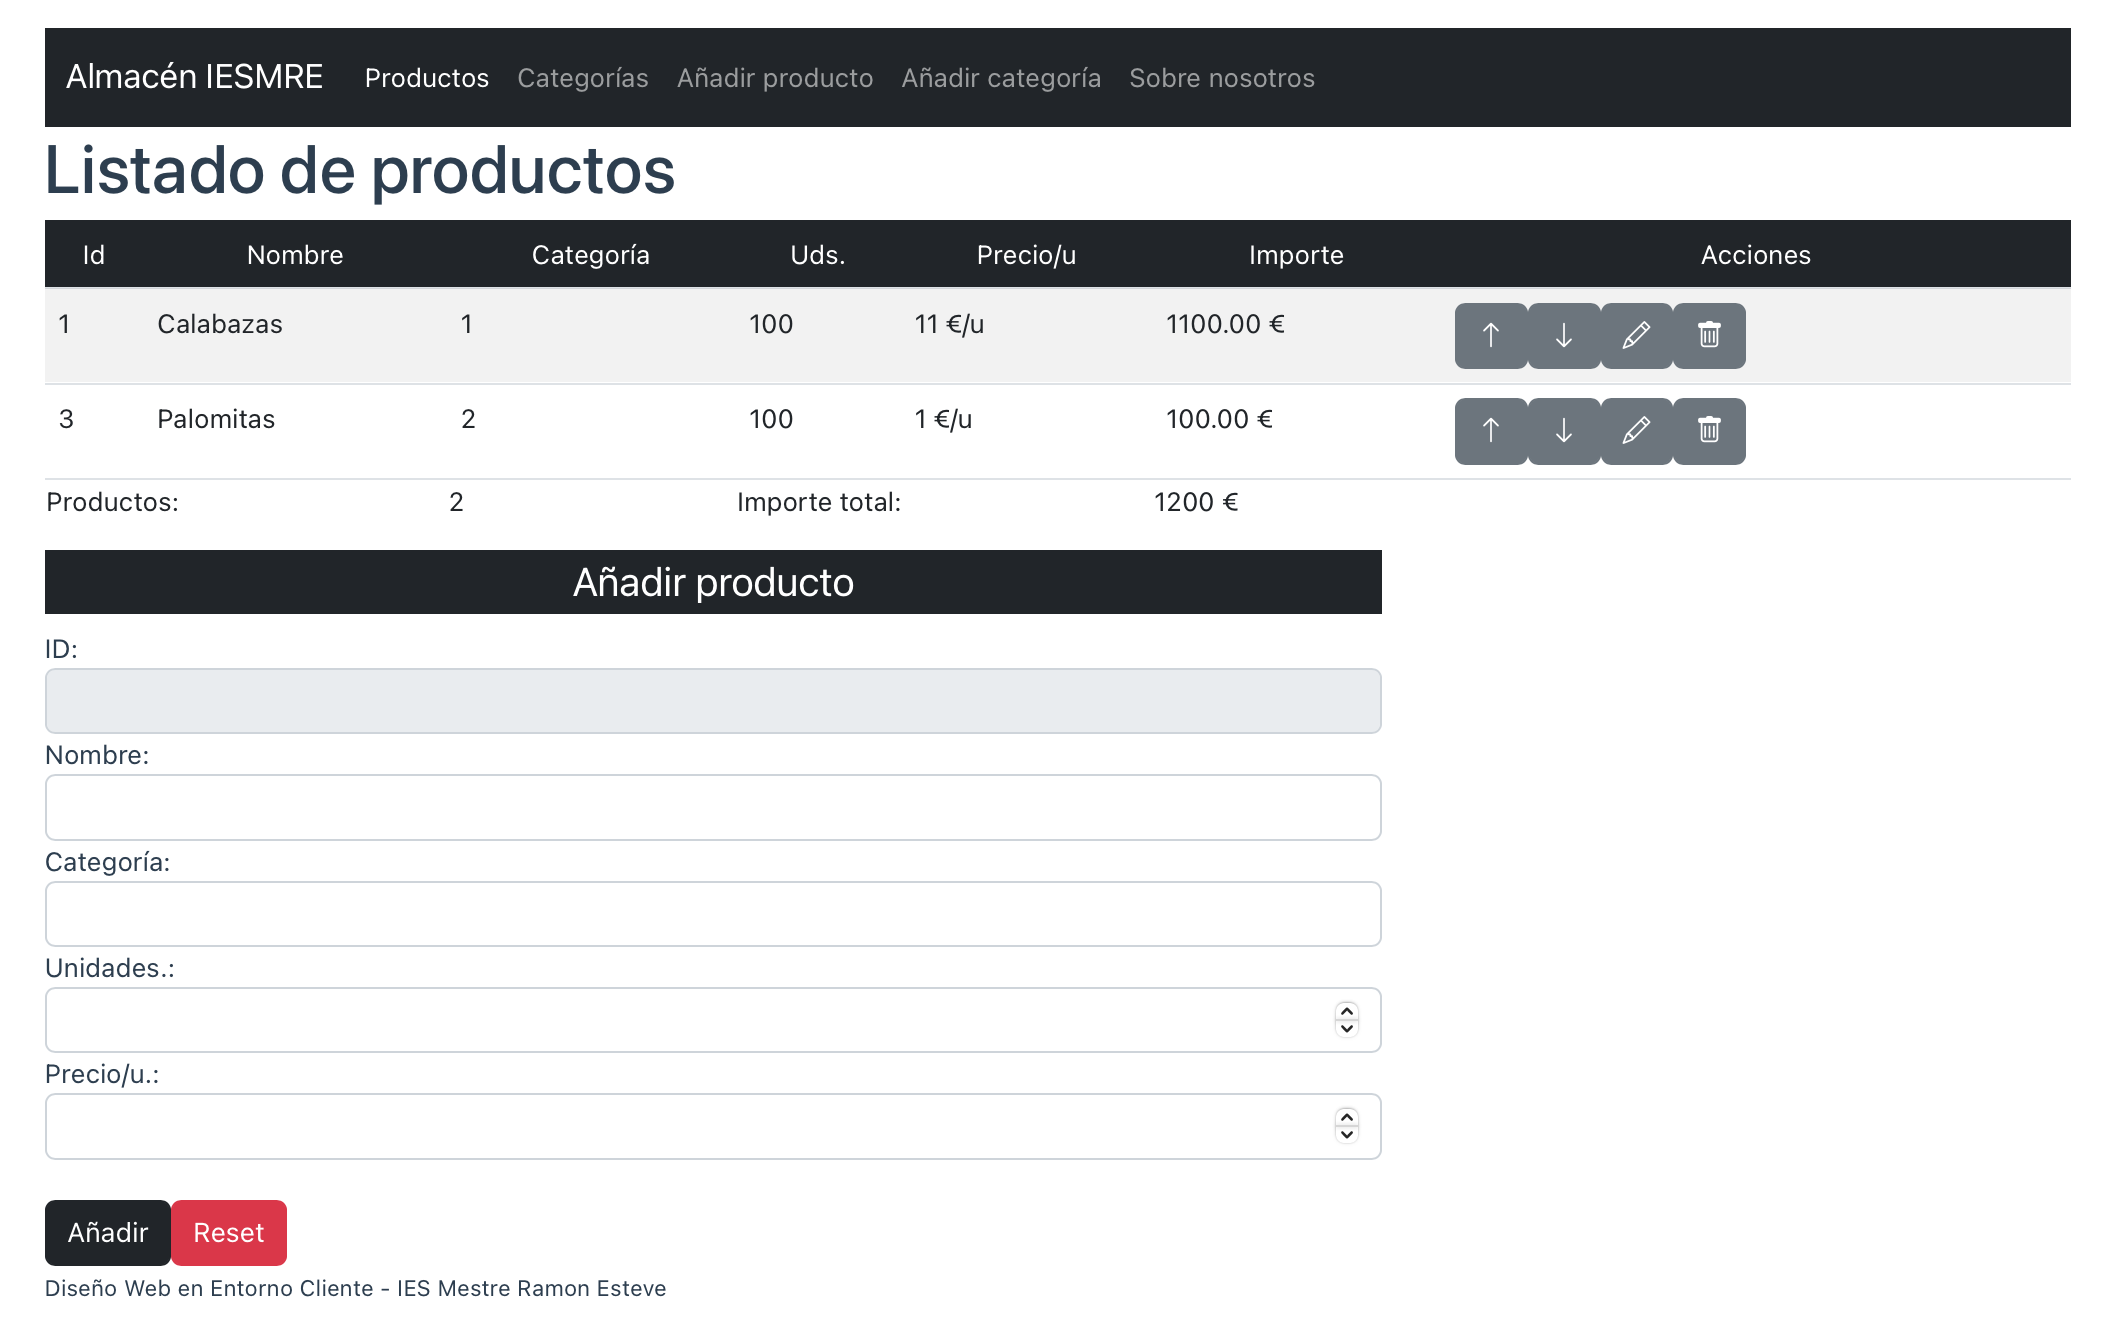 Almacén IESMRE Productos Categorías Añadir producto Añadir categoría Sobre nosotros
Listado de productos
Id Nombre Categoría Uds. Precio/u Importe Acciones
1 Calabazas 1 100 11 €/u 1100.00 €
3 Palomitas 2 100 1 €/u 100.00 €
Productos: 2 Importe total: 1200 €
Añadir producto
ID:
Nombre:
Categoría:
Unidades.:
Precio/u.:
Añadir Reset
Diseño Web en Entorno Cliente - IES Mestre Ramon Esteve